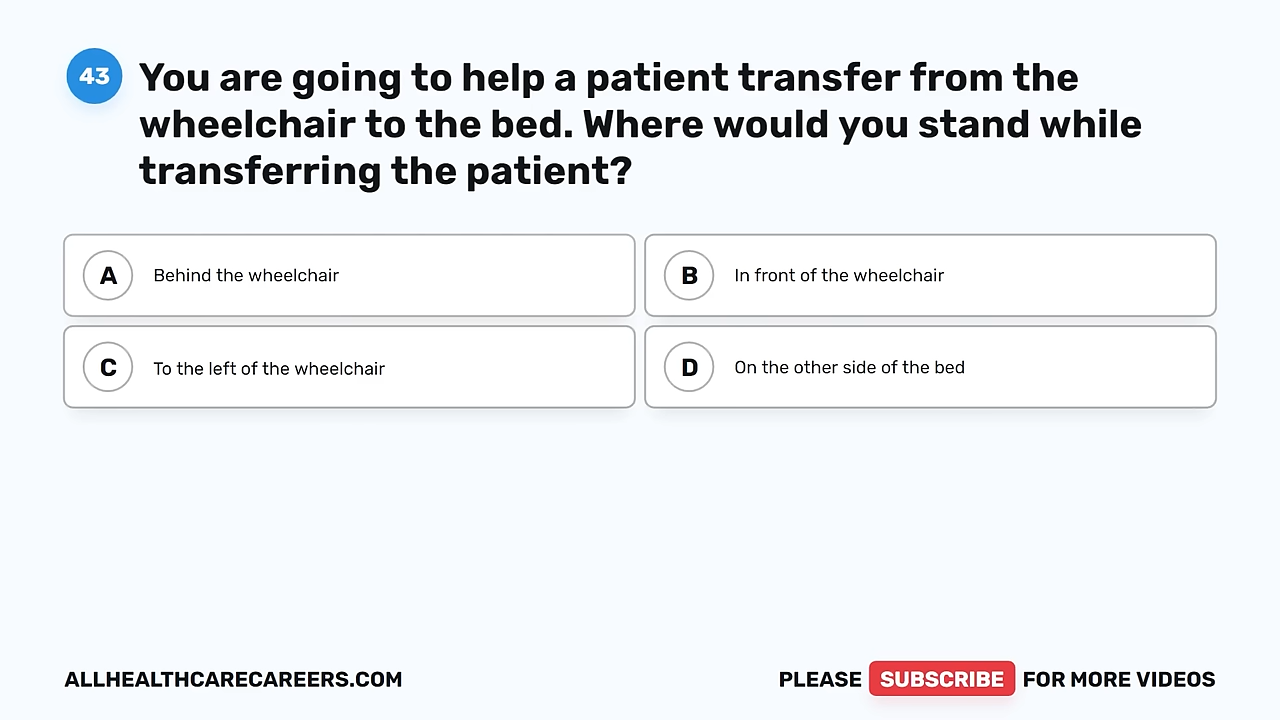 43
You are going to help a patient transfer from the
wheelchair to the bed. Where would you stand while
transferring the patient?
A Behind the wheelchair
B In front of the wheelchair
C To the left of the wheelchair
D On the other side of the bed
ALLHEALTHCARECAREERS.COM
PLEASE SUBSCRIBE FOR MORE VIDEOS